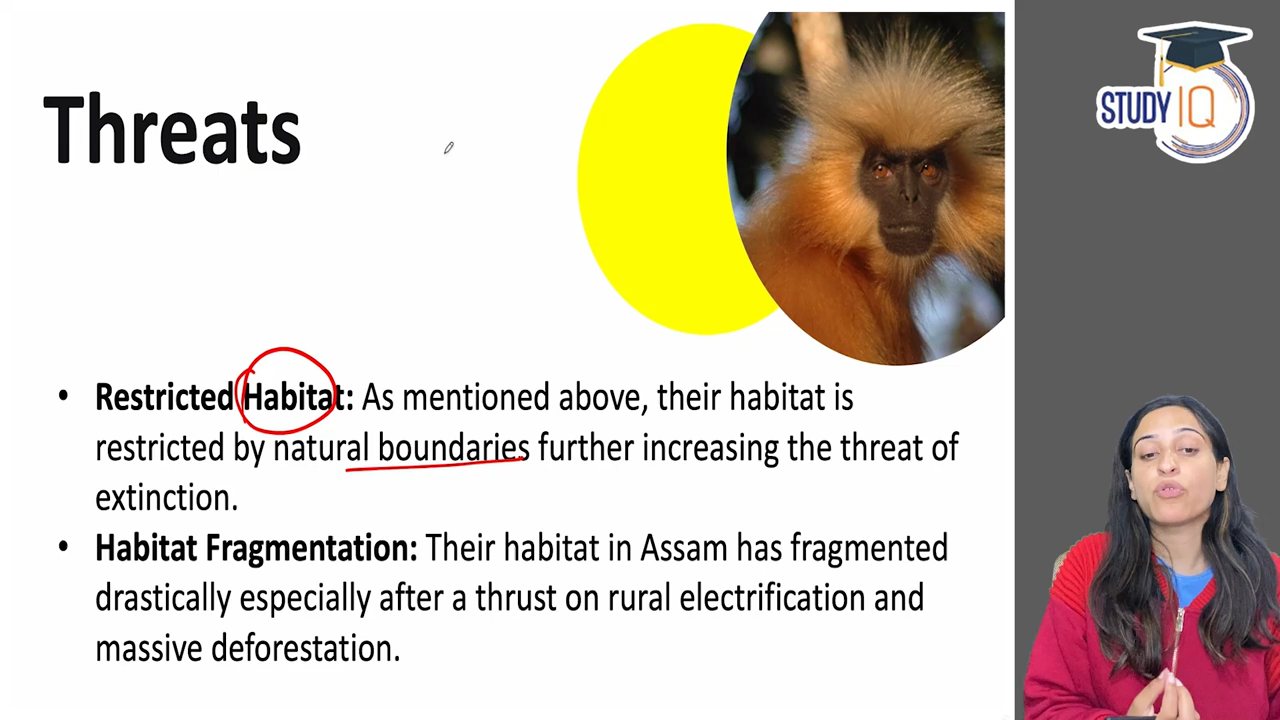 Threats
STUDY IQ
• Restricted Habitat: As mentioned above, their habitat is
restricted by natural boundaries further increasing the threat of
extinction.
• Habitat Fragmentation: Their habitat in Assam has fragmented
drastically especially after a thrust on rural electrification and
massive deforestation.